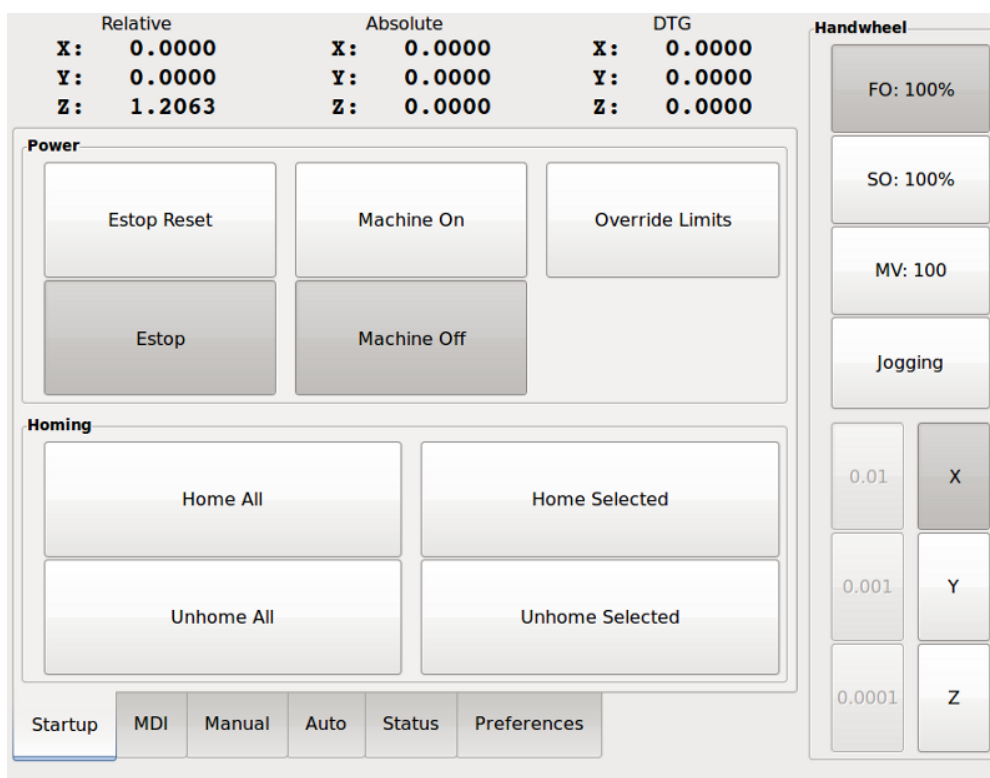 Relative Absolute DTG
X: 0.0000 X: 0.0000 X: 0.0000
Y: 0.0000 Y: 0.0000 Y: 0.0000
Z: 1.2063 Z: 0.0000 Z: 0.0000
Power
Estop Reset Machine On Override Limits
Estop Machine Off
Homing
Home All Home Selected
Unhome All Unhome Selected
Startup MDI Manual Auto Status Preferences
Handwheel
FO: 100%
SO: 100%
MV: 100
Jogging
0.01 X
0.001 Y
0.0001 Z